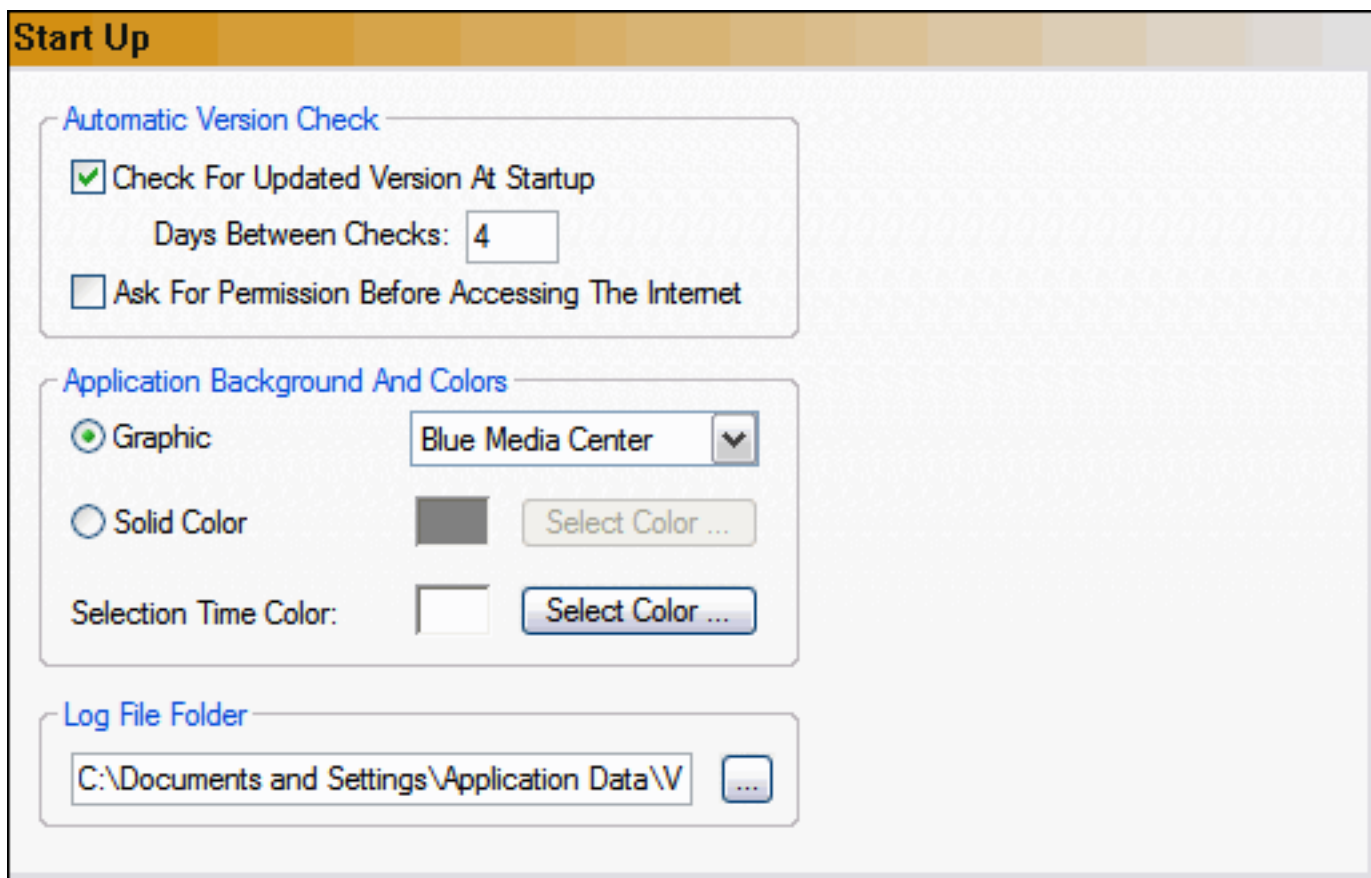 Start Up
Automatic Version Check
Check For Updated Version At Startup
Days Between Checks: 4
Ask For Permission Before Accessing The Internet
Application Background And Colors
Graphic Blue Media Center
Solid Color Select Color ...
Selection Time Color: Select Color ...
Log File Folder
C:\Documents and Settings\Application Data\V ...